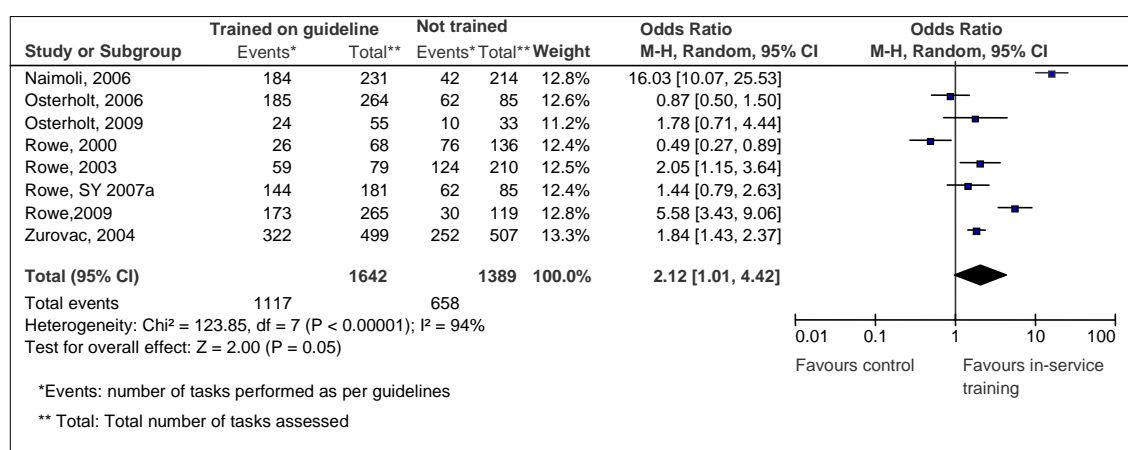 Trained on guideline Not trained Odds Ratio Odds Ratio
Study or Subgroup Events* Total** Events* Total** Weight M-H, Random, 95% CI M-H, Random, 95% CI
Naimoli, 2006 184 231 42 214 12.8% 16.03 [10.07, 25.53]
Osterholt, 2006 185 264 62 85 12.6% 0.87 [0.50, 1.50]
Osterholt, 2009 24 55 10 33 11.2% 1.78 [0.71, 4.44]
Rowe, 2000 26 68 76 136 12.4% 0.49 [0.27, 0.89]
Rowe, 2003 59 79 124 210 12.5% 2.05 [1.15, 3.64]
Rowe, SY 2007a 144 181 62 85 12.4% 1.44 [0.79, 2.63]
Rowe,2009 173 265 30 119 12.8% 5.58 [3.43, 9.06]
Zurovac, 2004 322 499 252 507 13.3% 1.84 [1.43, 2.37]
Total (95% CI) 1642 1389 100.0% 2.12 [1.01, 4.42]
Total events 1117 658
Heterogeneity: Chi² = 123.85, df = 7 (P < 0.00001); I² = 94%
Test for overall effect: Z = 2.00 (P = 0.05)
0.01 0.1 1 10 100
Favours control Favours in-service
training
*Events: number of tasks performed as per guidelines
** Total: Total number of tasks assessed